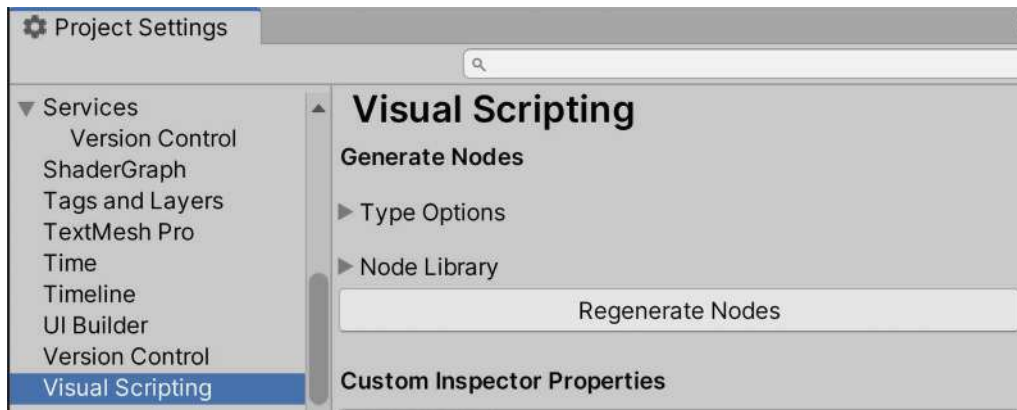 Project Settings
Services
Version Control
ShaderGraph
Tags and Layers
TextMesh Pro
Time
Timeline
UI Builder
Version Control
Visual Scripting
Visual Scripting
Generate Nodes
Type Options
Node Library
Regenerate Nodes
Custom Inspector Properties